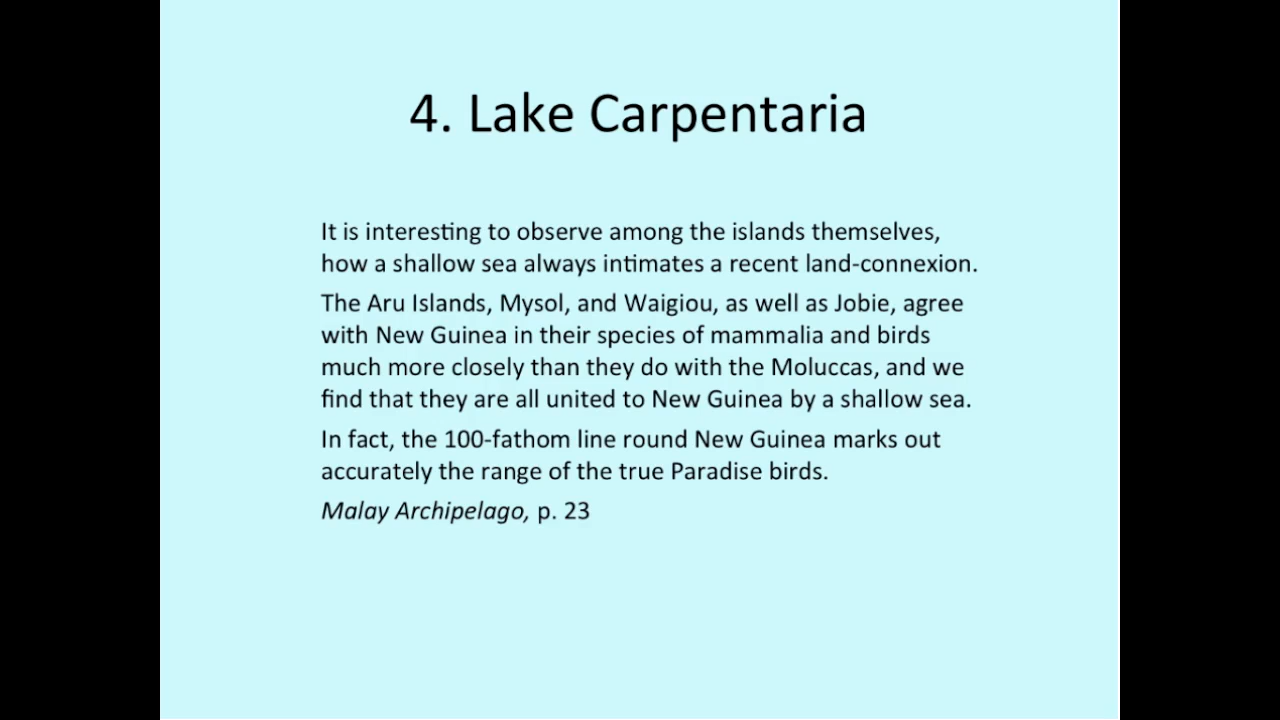 4. Lake Carpentaria
It is interesting to observe among the islands themselves,
how a shallow sea always intimates a recent land-connexion.
The Aru Islands, Mysol, and Waigiou, as well as Jobie, agree
with New Guinea in their species of mammalia and birds
much more closely than they do with the Moluccas, and we
find that they are all united to New Guinea by a shallow sea.
In fact, the 100-fathom line round New Guinea marks out
accurately the range of the true Paradise birds.
Malay Archipelago, p. 23